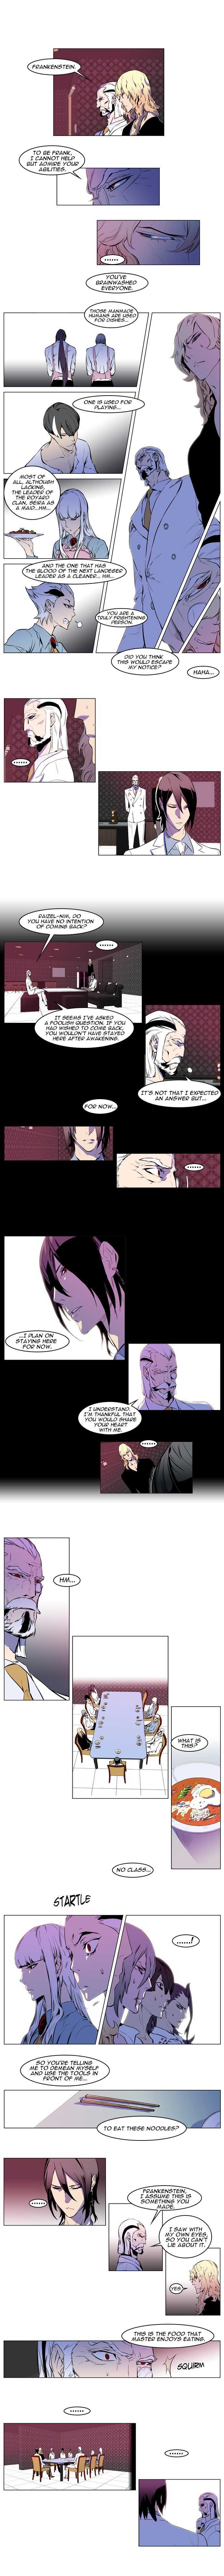 FRANKENSTEIN.
TO BE FRANK,
I CANNOT HELP
BUT ADMIRE YOUR
ABILITIES.
......
YOU'VE
BRAINWASHED
EVERYONE.
THOSE MANMADE
HUMANS ARE USED
FOR DISHES...
ONE IS USED FOR
PLAYING...
MOST OF
ALL, ALTHOUGH
LACKING,
THE LEADER OF
THE ROYARD
CLAN, SEIRA AS
A MAID...HM...
AND THE ONE THAT HAS
THE BLOOD OF THE NEXT LANDEGER
LEADER AS A CLEANER... HM...
YOU ARE A
TRULY FRIGHTENING
PERSON.
DID YOU THINK
THIS WOULD ESCAPE
MY NOTICE?
HAHA...
......
RAIZEL-NIM, DO
YOU HAVE NO INTENTION
OF COMING BACK?
......
IT SEEMS I'VE ASKED
A FOOLISH QUESTION. IF YOU
HAD WISHED TO COME BACK,
YOU WOULDN'T HAVE STAYED
HERE AFTER AWAKENING.
IT'S NOT THAT I EXPECTED
AN ANSWER BUT...
FOR NOW...
......
...I PLAN ON
STAYING HERE
FOR NOW.
I UNDERSTAND.
I'M THANKFUL THAT
YOU WOULD SHARE
YOUR HEART
WITH ME.
......
HM...
WHAT IS
THIS?
NO CLASS...
STARTLE
......!
SO YOU'RE TELLING
ME TO DEMEAN MYSELF
AND USE THE TOOLS IN
FRONT OF ME...
TO EAT THESE NOODLES?
......
FRANKENSTEIN,
I ASSUME THIS IS
SOMETHING YOU
MADE.
I SAW WITH
MY OWN EYES,
SO YOU CAN'T
LIE ABOUT IT.
YES
THIS IS THE FOOD THAT
MASTER ENJOYS EATING.
SQUIRM
......
......